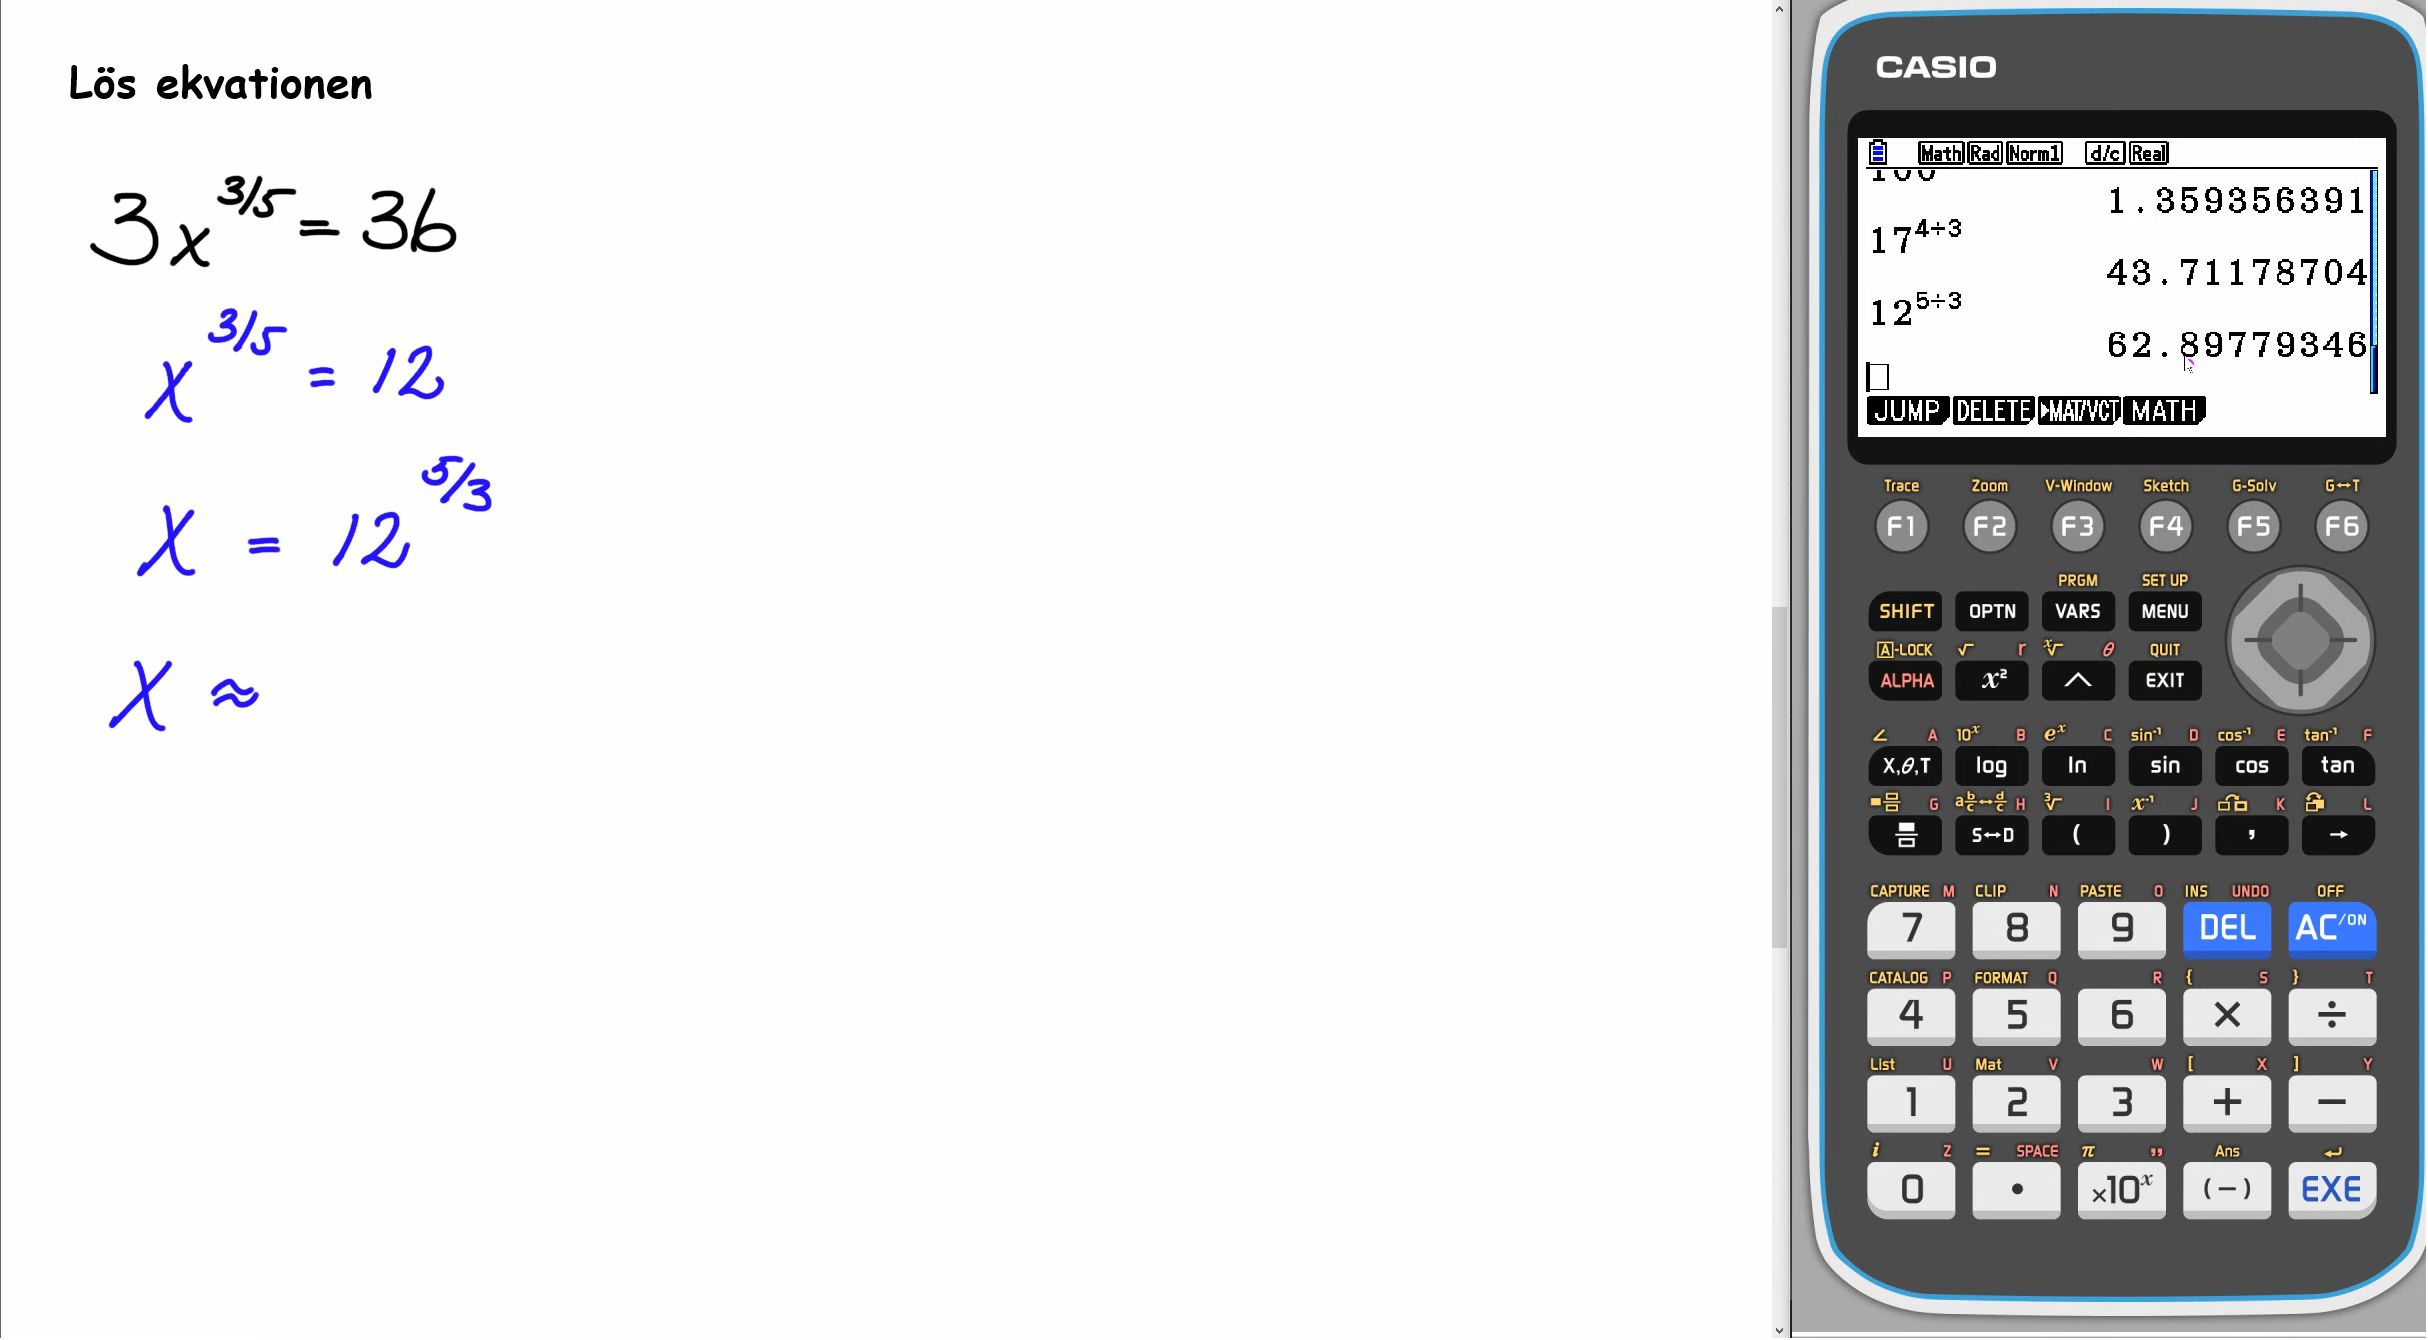 Lös ekvationen
3x^{3/5} = 36
x^{3/5} = 12
x = 12^{5/3}
x ≈
CASIO
Math Rad Norm1 d/c Real
1.359356391
17^{4÷3}
43.71178704
12^{5÷3}
62.89779346
JUMP DELETE ▶MAT/VCT MATH
Trace Zoom V-Window Sketch G-Solv G↔T
F1 F2 F3 F4 F5 F6
PRGM SET UP
SHIFT OPTN VARS MENU
A-LOCK √ r ˣ√ θ QUIT
ALPHA x² ^ EXIT
∠ A 10ˣ B eˣ C sin⁻¹ D cos⁻¹ E tan⁻¹ F
X,θ,T log ln sin cos tan
G a b/c↔d/c H ³√ I x⁻¹ J K L
S↔D ( ) , →
CAPTURE M CLIP N PASTE O INS UNDO OFF
7 8 9 DEL AC/ON
CATALOG P FORMAT Q R { S } T
4 5 6 × ÷
List U Mat V W [ X ] Y
1 2 3 + −
i Z = SPACE π " Ans ↵
0 • ×10ˣ (−) EXE